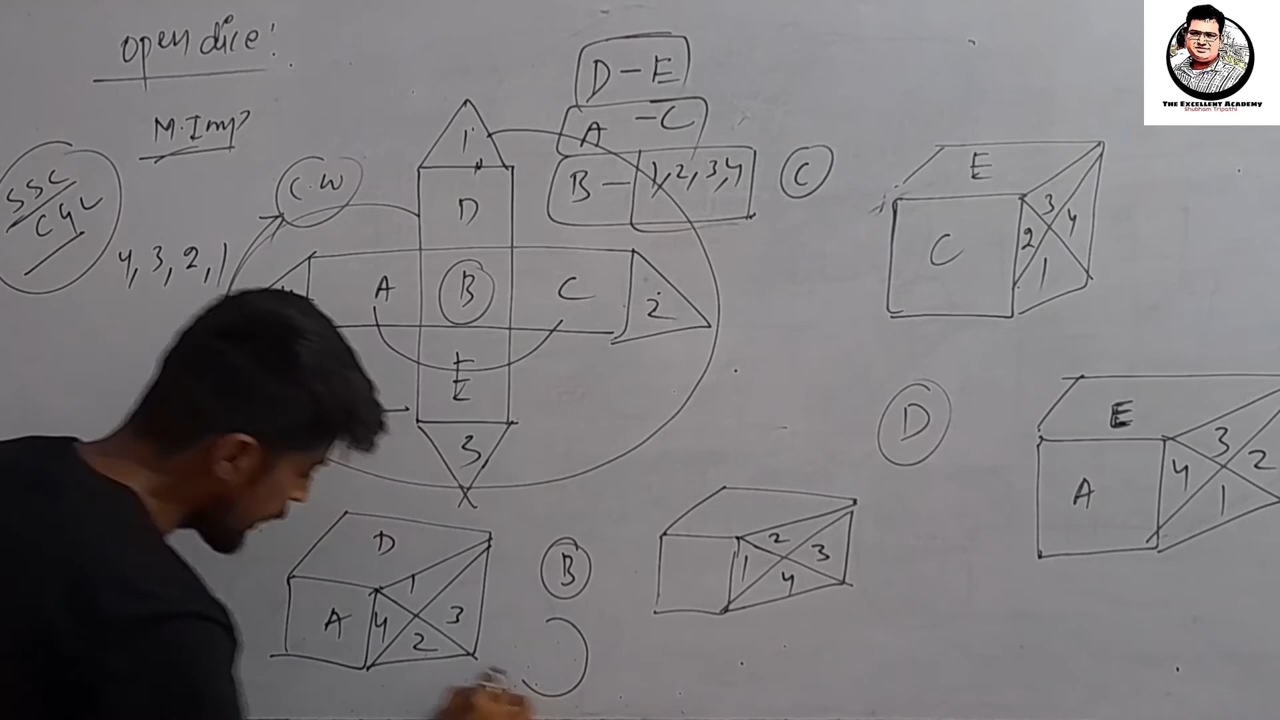 open dice:
M.Imp
SSC
CGL
C.W
4, 3, 2, 1
D - E
A - C
B - 1, 2, 3, 4
1
D
A B C 2
E
3
D
A 4 1 3 2
B
2
1 3
4
C
E
C 2 3 4 1
D
E
A 4 3 2 1
THE EXCELLENT ACADEMY
Shubham Tripathi